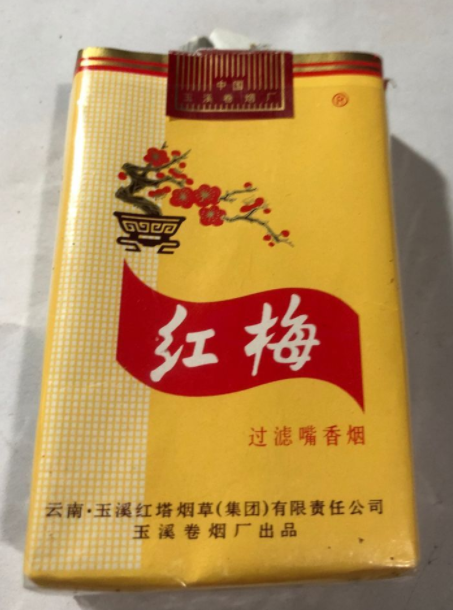 中国
玉溪卷烟厂
®
红梅
过滤嘴香烟
云南·玉溪红塔烟草(集团)有限责任公司
玉溪卷烟厂出品